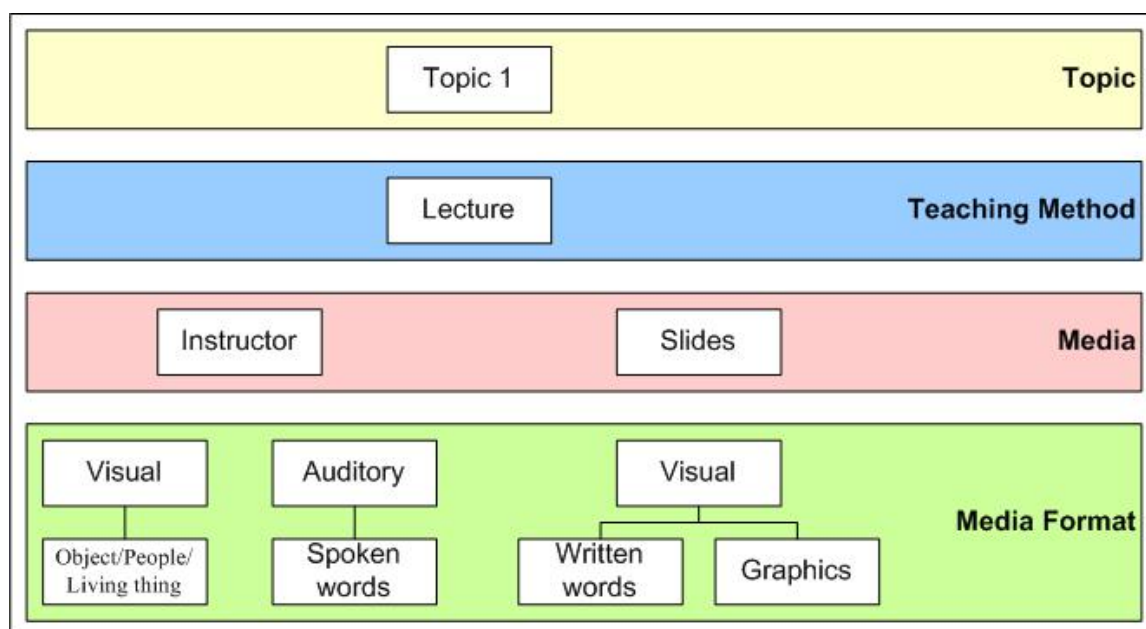 Topic 1
Topic
Lecture
Teaching Method
Instructor
Slides
Media
Visual
Auditory
Visual
Media Format
Object/People/
Living thing
Spoken
words
Written
words
Graphics